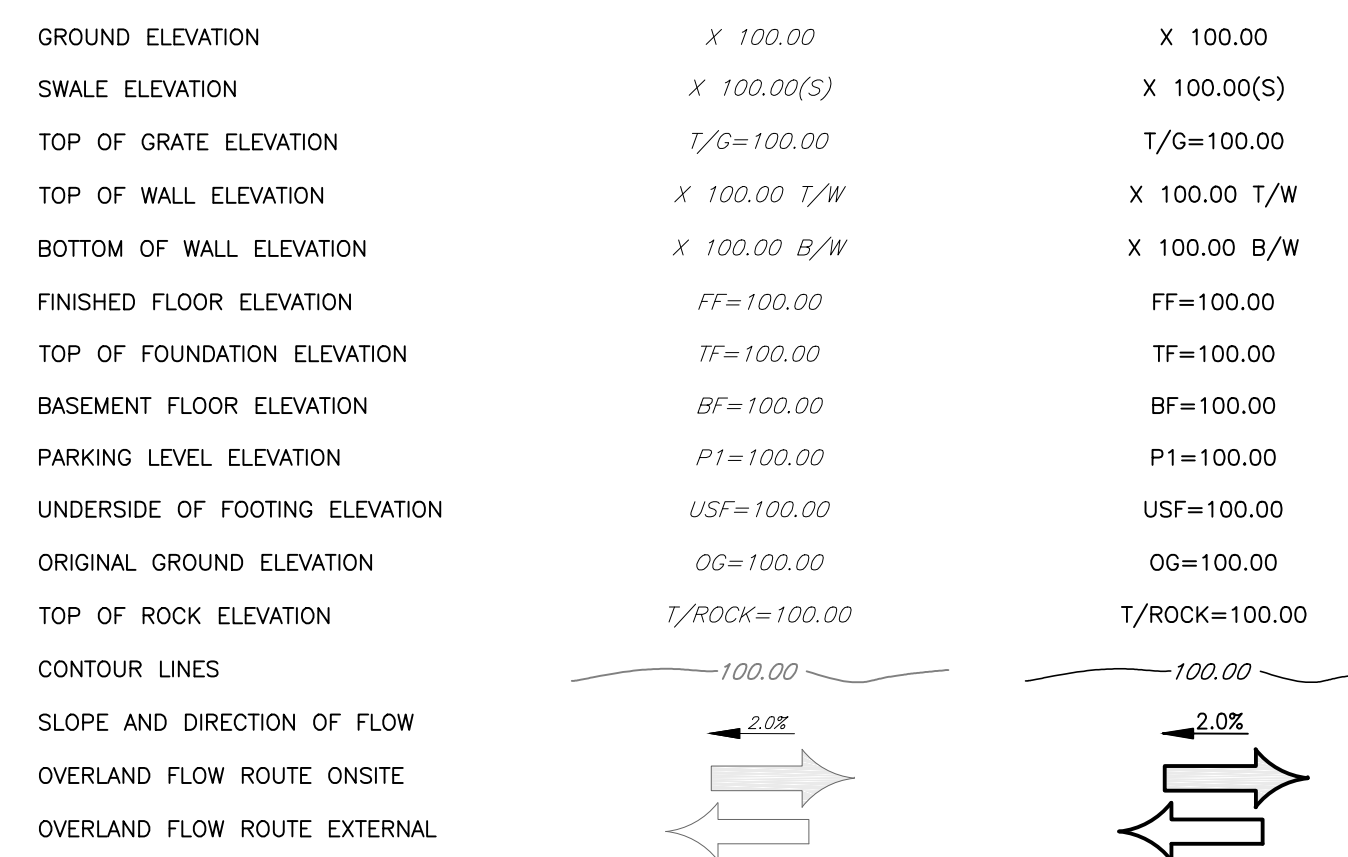 GROUND ELEVATION X 100.00 X 100.00
SWALE ELEVATION X 100.00(S) X 100.00(S)
TOP OF GRATE ELEVATION T/G=100.00 T/G=100.00
TOP OF WALL ELEVATION X 100.00 T/W X 100.00 T/W
BOTTOM OF WALL ELEVATION X 100.00 B/W X 100.00 B/W
FINISHED FLOOR ELEVATION FF=100.00 FF=100.00
TOP OF FOUNDATION ELEVATION TF=100.00 TF=100.00
BASEMENT FLOOR ELEVATION BF=100.00 BF=100.00
PARKING LEVEL ELEVATION P1=100.00 P1=100.00
UNDERSIDE OF FOOTING ELEVATION USF=100.00 USF=100.00
ORIGINAL GROUND ELEVATION OG=100.00 OG=100.00
TOP OF ROCK ELEVATION T/ROCK=100.00 T/ROCK=100.00
CONTOUR LINES 100.00 100.00
SLOPE AND DIRECTION OF FLOW 2.0% 2.0%
OVERLAND FLOW ROUTE ONSITE
OVERLAND FLOW ROUTE EXTERNAL